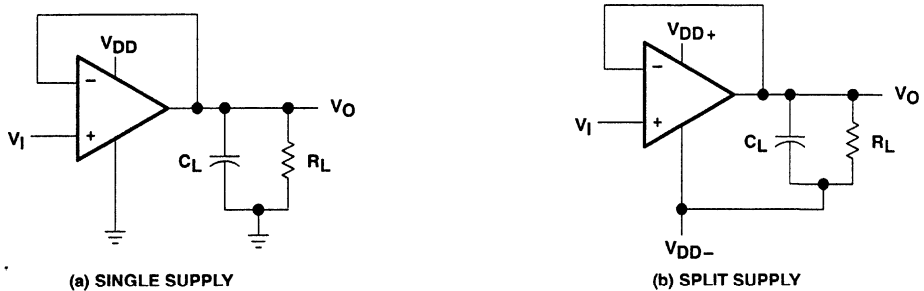 VDD
−
VI
+
VO
CL
RL
(a) SINGLE SUPPLY
VDD+
−
VI
+
VO
CL
RL
VDD−
(b) SPLIT SUPPLY